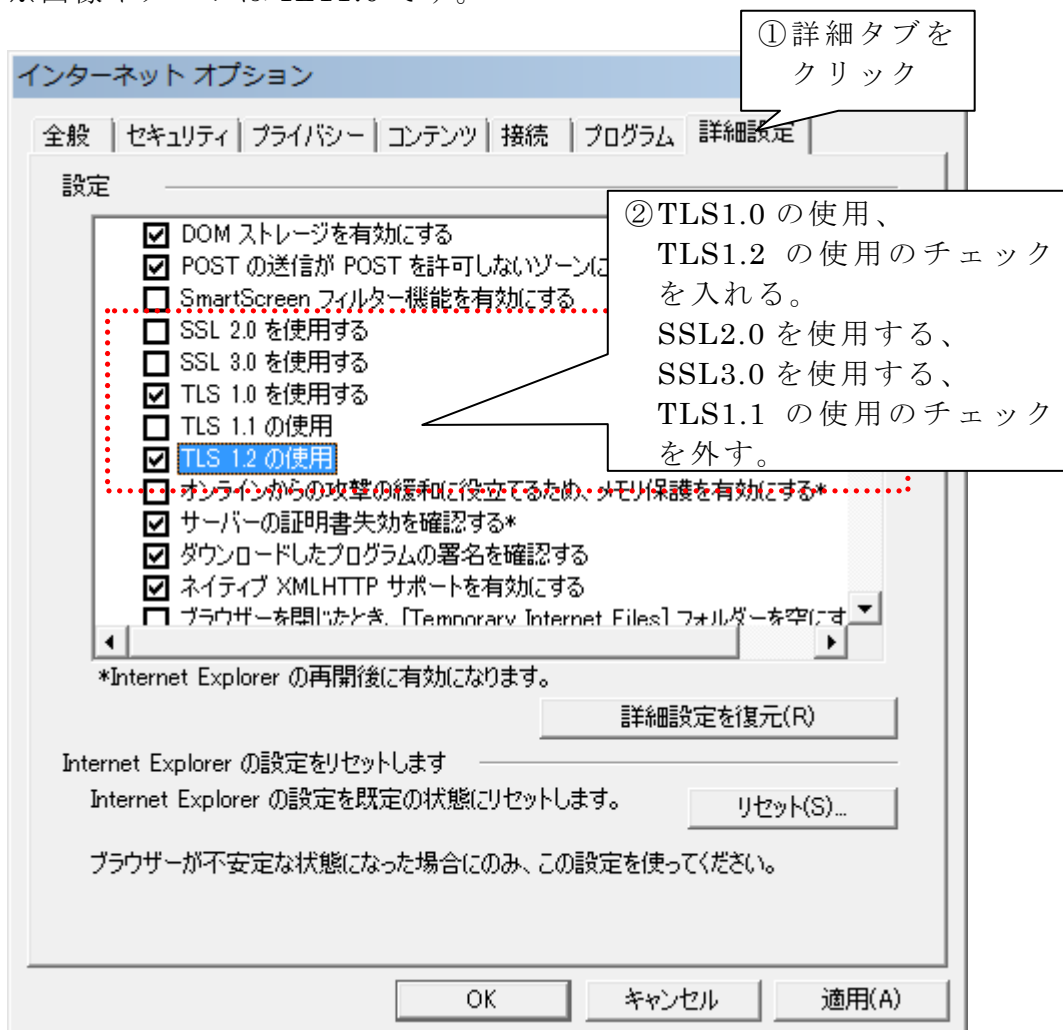 ①詳細タブを
クリック
インターネット オプション
全般 セキュリティ プライバシー コンテンツ 接続 プログラム 詳細設定
設定
②TLS1.0 の使用、
TLS1.2 の使用のチェック
を入れる。
SSL2.0 を使用する、
SSL3.0 を使用する、
TLS1.1 の使用のチェック
を外す。
DOM ストレージを有効にする
POST の送信が POST を許可しないゾーンに
SmartScreen フィルター機能を有効にする
SSL 2.0 を使用する
SSL 3.0 を使用する
TLS 1.0 を使用する
TLS 1.1 の使用
TLS 1.2 の使用
オンラインからの攻撃の緩和に役立てるため、メモリ保護を有効にする*
サーバーの証明書失効を確認する*
ダウンロードしたプログラムの署名を確認する
ネイティブ XMLHTTP サポートを有効にする
ブラウザーを閉じたとき、[Temporary Internet Files] フォルダーを空にす
*Internet Explorer の再開後に有効になります。
詳細設定を復元(R)
Internet Explorer の設定をリセットします
Internet Explorer の設定を既定の状態にリセットします。
リセット(S)...
ブラウザーが不安定な状態になった場合にのみ、この設定を使ってください。
OK キャンセル 適用(A)